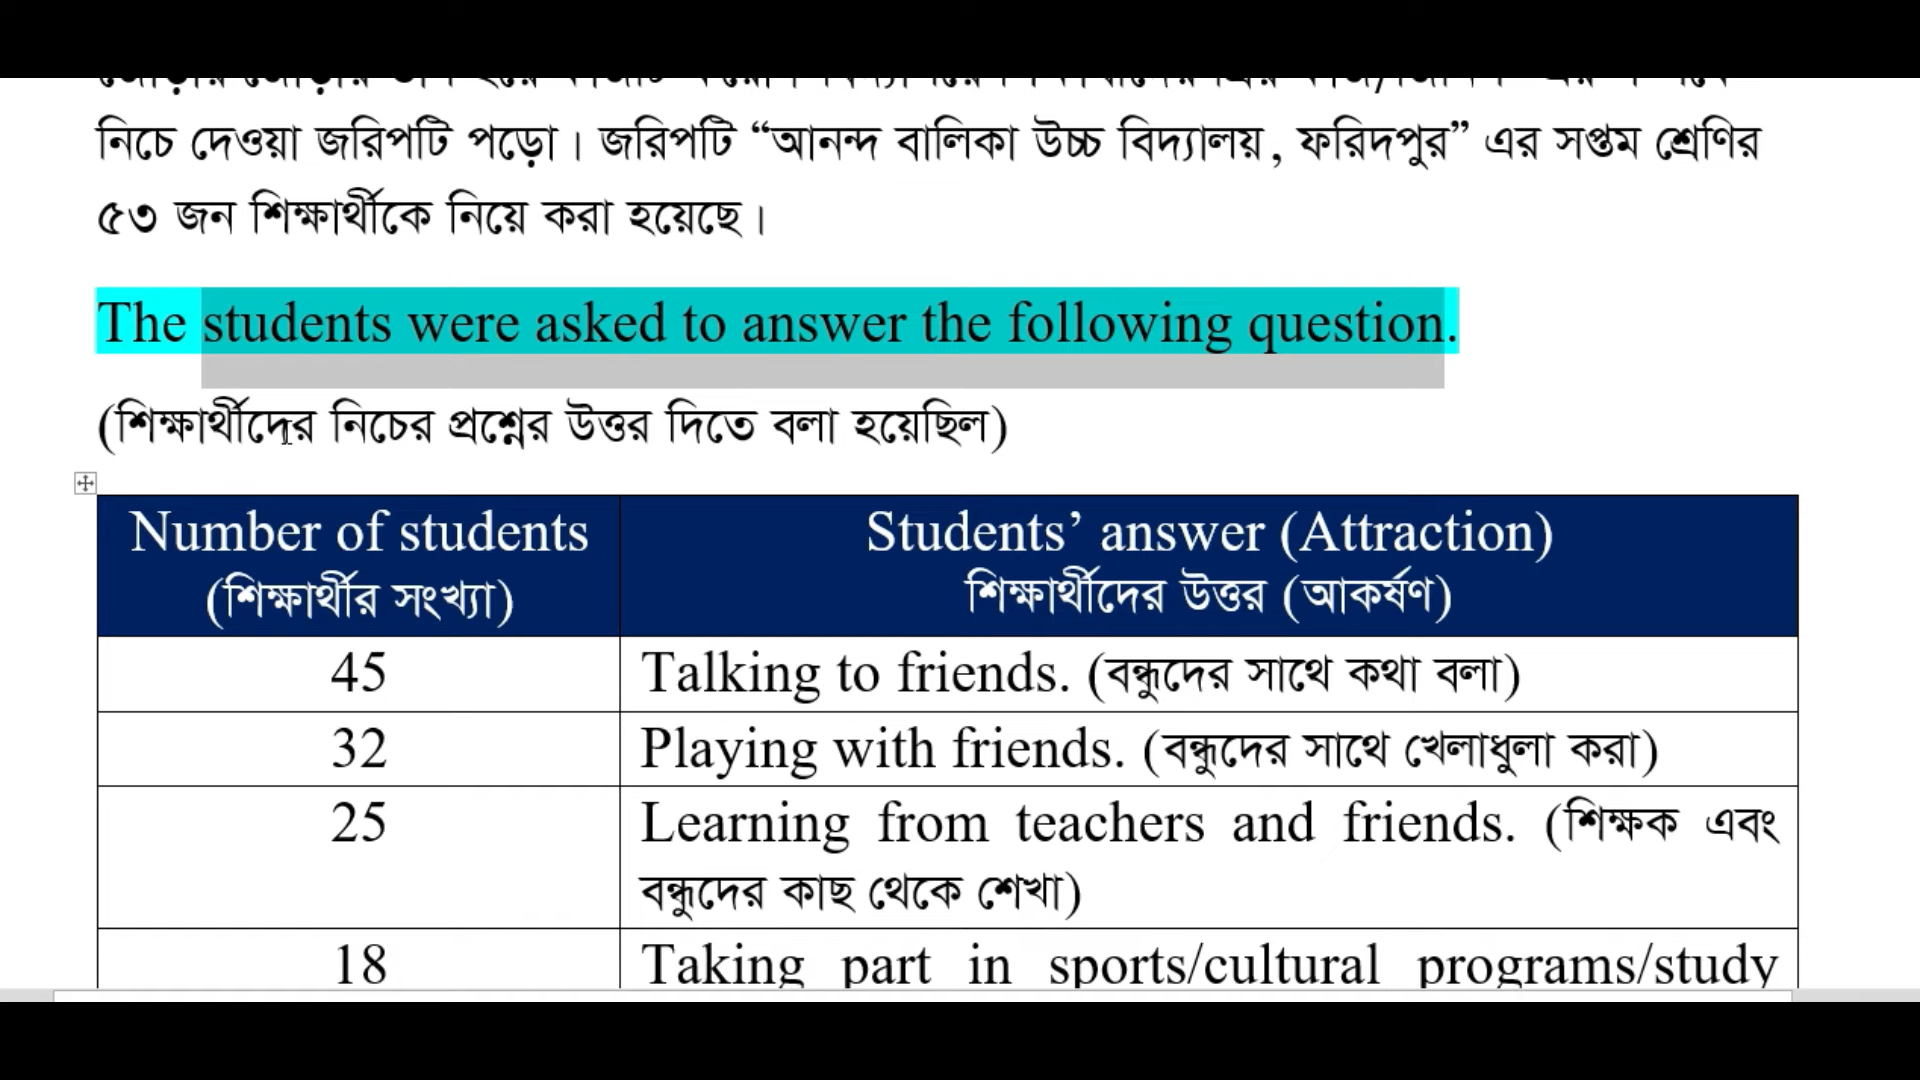 নিচে দেওয়া জরিপটি পড়ো। জরিপটি “আনন্দ বালিকা উচ্চ বিদ্যালয়, ফরিদপুর” এর সপ্তম শ্রেণির
৫৩ জন শিক্ষার্থীকে নিয়ে করা হয়েছে।
The students were asked to answer the following question.
(শিক্ষার্থীদের নিচের প্রশ্নের উত্তর দিতে বলা হয়েছিল)
Number of students
(শিক্ষার্থীর সংখ্যা)
Students’ answer (Attraction)
শিক্ষার্থীদের উত্তর (আকর্ষণ)
45
Talking to friends. (বন্ধুদের সাথে কথা বলা)
32
Playing with friends. (বন্ধুদের সাথে খেলাধুলা করা)
25
Learning from teachers and friends. (শিক্ষক এবং
বন্ধুদের কাছ থেকে শেখা)
18
Taking part in sports/cultural programs/study